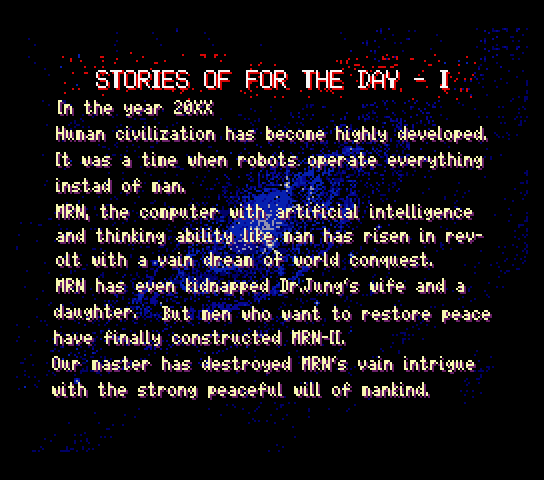 STORIES OF FOR THE DAY - I
In the year 20XX
Human civilization has become highly developed.
It was a time when robots operate everything
instad of man.
MRN, the computer with artificial intelligence
and thinking ability like man has risen in rev-
olt with a vain dream of world conquest.
MRN has even kidnapped Dr.Jung's wife and a
daughter. But men who want to restore peace
have finally constructed MRN-II.
Our master has destroyed MRN's vain intrigue
with the strong peaceful will of mankind.